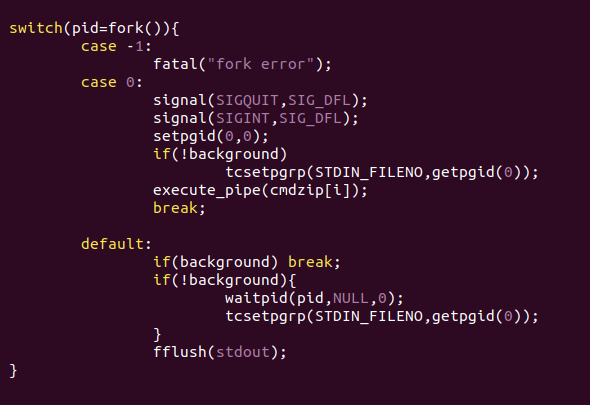 switch(pid=fork()){
        case -1:
                fatal("fork error");
        case 0:
                signal(SIGQUIT,SIG_DFL);
                signal(SIGINT,SIG_DFL);
                setpgid(0,0);
                if(!background)
                        tcsetpgrp(STDIN_FILENO,getpgid(0));
                execute_pipe(cmdzip[i]);
                break;

        default:
                if(background) break;
                if(!background){
                        waitpid(pid,NULL,0);
                        tcsetpgrp(STDIN_FILENO,getpgid(0));
                }
                fflush(stdout);
}